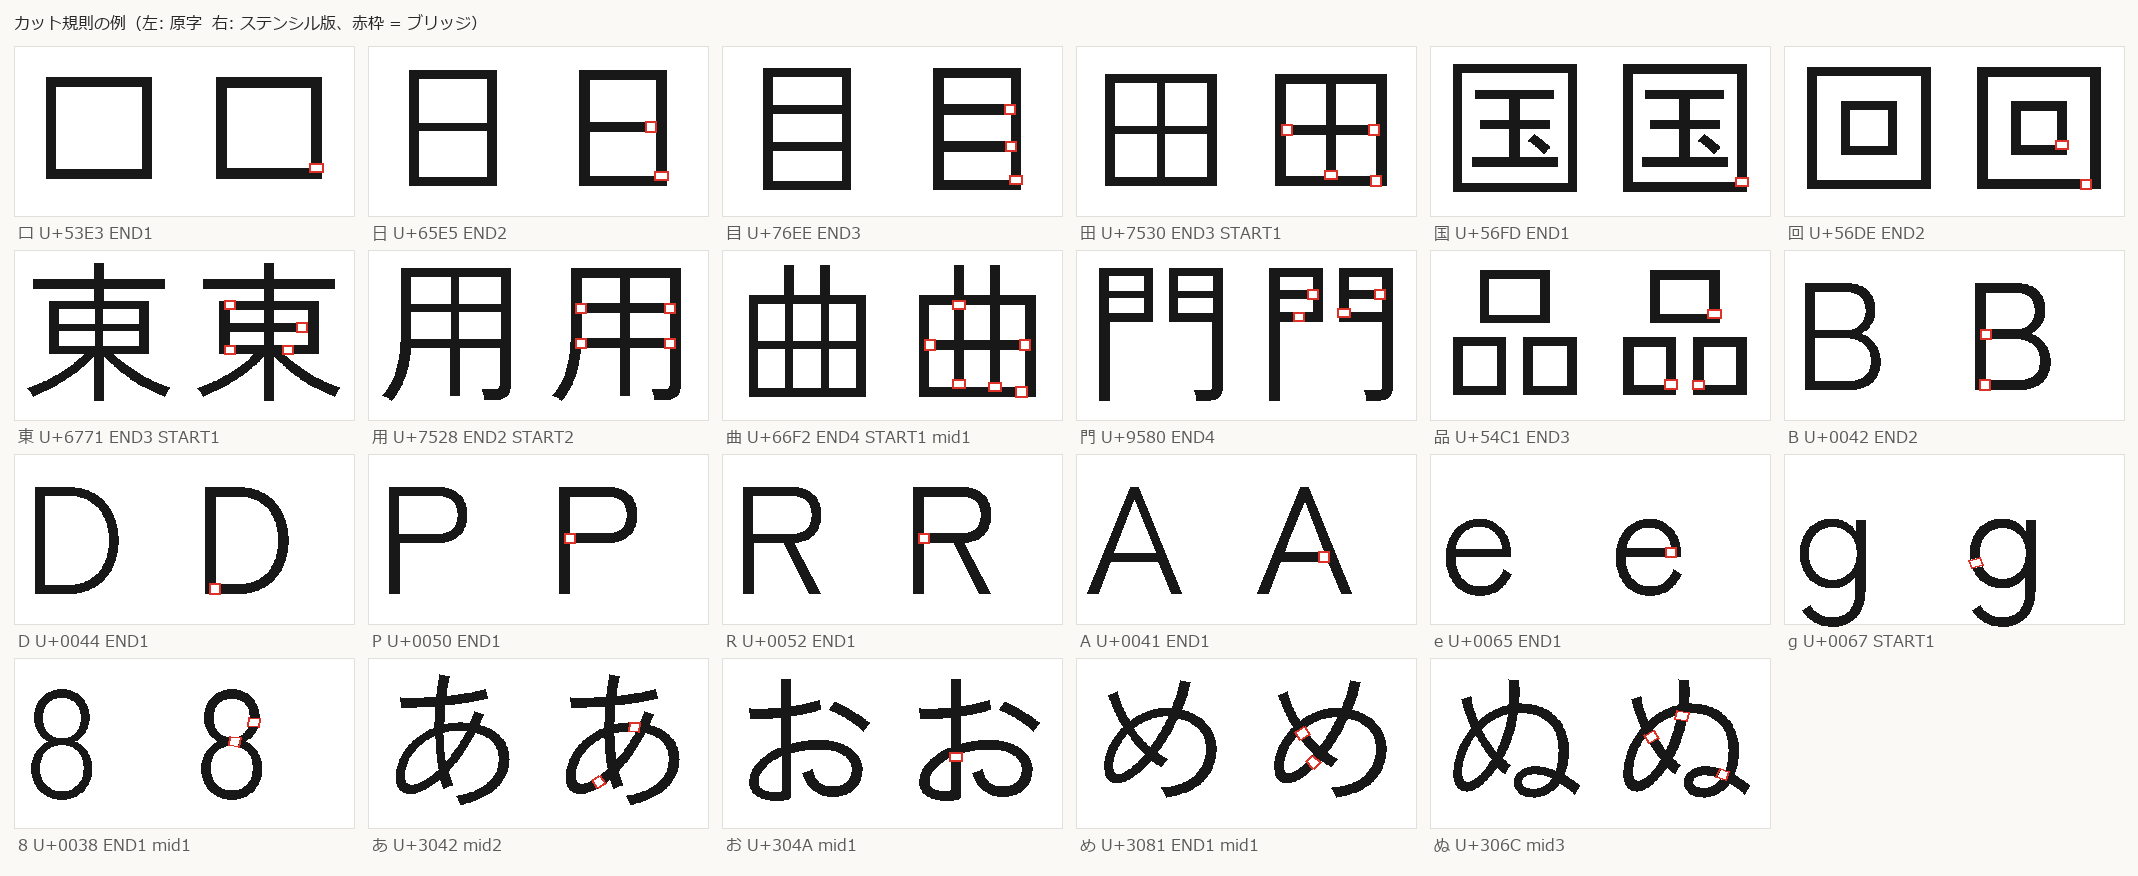 カット規則の例（左: 原字  右: ステンシル版、赤枠 = ブリッジ）
口 口 日 日 目 目 田 田 国 国 回 回
口 U+53E3 END1 日 U+65E5 END2 目 U+76EE END3 田 U+7530 END3 START1 国 U+56FD END1 回 U+56DE END2
東 東 用 用 曲 曲 門 門 品 品 B B
東 U+6771 END3 START1 用 U+7528 END2 START2 曲 U+66F2 END4 START1 mid1 門 U+9580 END4 品 U+54C1 END3 B U+0042 END2
D D P P R R A A e e g g
D U+0044 END1 P U+0050 END1 R U+0052 END1 A U+0041 END1 e U+0065 END1 g U+0067 START1
8 8 あ あ お お め め ぬ ぬ
8 U+0038 END1 mid1 あ U+3042 mid2 お U+304A mid1 め U+3081 END1 mid1 ぬ U+306C mid3